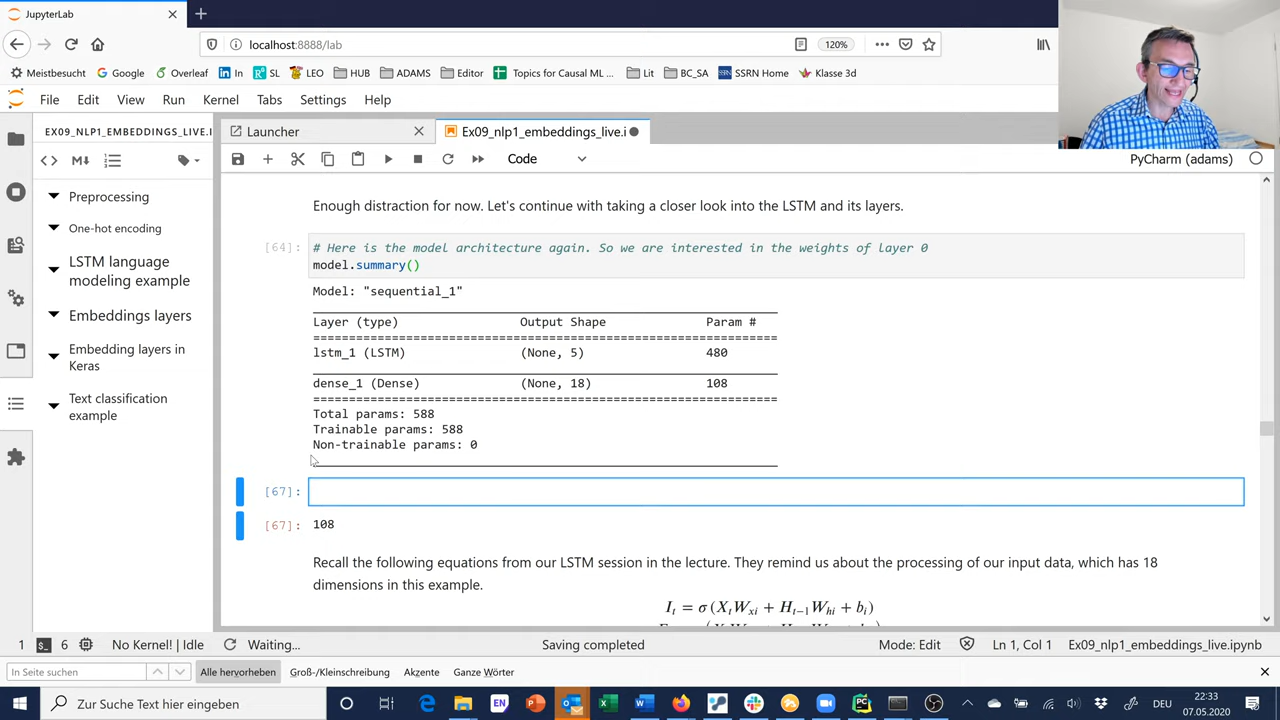 JupyterLab
localhost:8888/lab
120%
Meistbesucht Google Overleaf In SL LEO HUB ADAMS Editor Topics for Causal ML ... Lit BC_SA SSRN Home Klasse 3d
File Edit View Run Kernel Tabs Settings Help
EX09_NLP1_EMBEDDINGS_LIVE.I
Launcher
Ex09_nlp1_embeddings_live.i
Code
PyCharm (adams)
Preprocessing
One-hot encoding
LSTM language
modeling example
Embeddings layers
Embedding layers in
Keras
Text classification
example
Enough distraction for now. Let's continue with taking a closer look into the LSTM and its layers.
[64]: # Here is the model architecture again. So we are interested in the weights of layer 0
model.summary()
Model: "sequential_1"
Layer (type) Output Shape Param #
=================================================================
lstm_1 (LSTM) (None, 5) 480
dense_1 (Dense) (None, 18) 108
=================================================================
Total params: 588
Trainable params: 588
Non-trainable params: 0
[67]:
[67]: 108
Recall the following equations from our LSTM session in the lecture. They remind us about the processing of our input data, which has 18
dimensions in this example.
I_t = σ (X_t W_xi + H_t-1 W_hi + b_i)
1 6 No Kernel! | Idle Waiting... Saving completed Mode: Edit Ln 1, Col 1 Ex09_nlp1_embeddings_live.ipynb
In Seite suchen Alle hervorheben Groß-/Kleinschreibung Akzente Ganze Wörter
Zur Suche Text hier eingeben
EN
DEU
22:33
07.05.2020